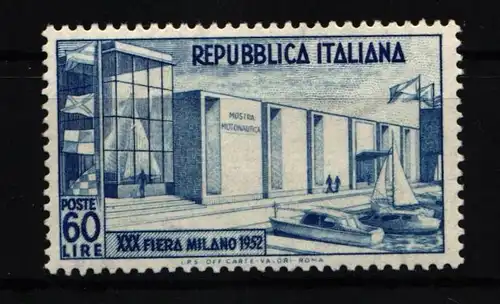 REPUBBLICA ITALIANA
MOSTRA
MOTONAUTICA
POSTE
60
LIRE
XXX FIERA MILANO 1952
I.P.S. OFF. CARTE-VALORI-ROMA